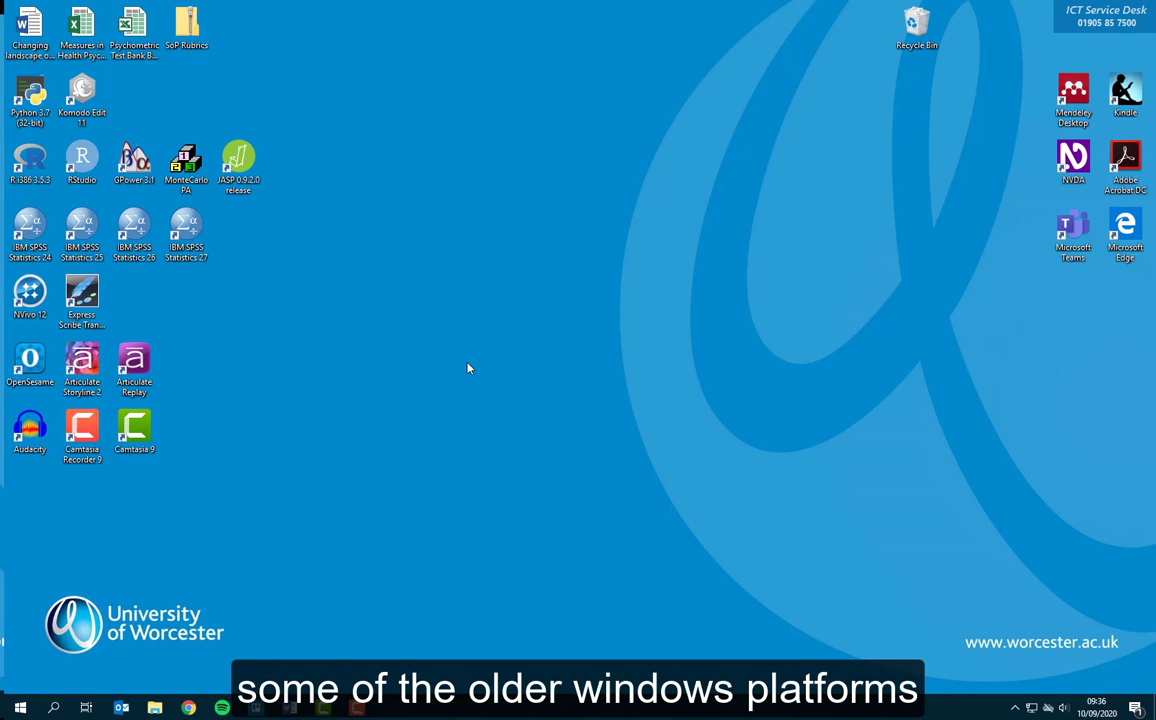 Changing
landscape o...
Measures in
Health Psyc...
Psychometric
Test Bank B...
SoP Rubrics
Recycle Bin
ICT Service Desk
01905 85 7500
Python 3.7
(32-bit)
Komodo Edit
11
Mendeley
Desktop
Kindle
R i386 3.5.3
RStudio
GPower 3.1
MonteCarlo
PA
JASP 0.9.2.0
release
NVDA
Adobe
Acrobat DC
IBM SPSS
Statistics 24
IBM SPSS
Statistics 25
IBM SPSS
Statistics 26
IBM SPSS
Statistics 27
Microsoft
Teams
Microsoft
Edge
NVivo 12
Express
Scribe Tran...
OpenSesame
Articulate
Storyline 2
Articulate
Replay
Audacity
Camtasia
Recorder 9
Camtasia 9
University
of Worcester
www.worcester.ac.uk
some of the older windows platforms
09:36
10/09/2020